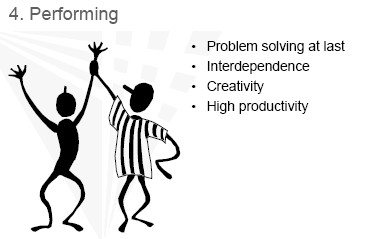 4. Performing
• Problem solving at last
• Interdependence
• Creativity
• High productivity